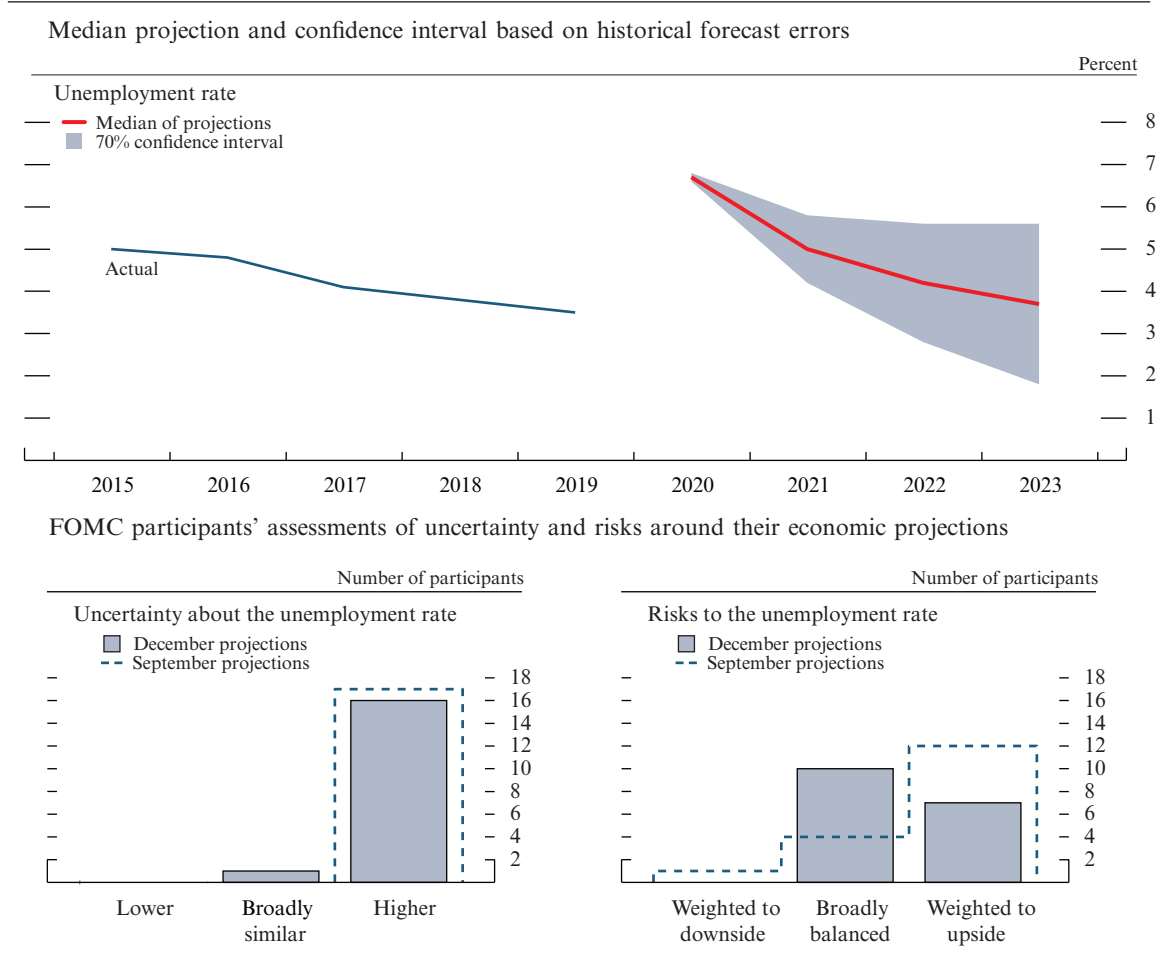 Median projection and confidence interval based on historical forecast errors
Percent
Unemployment rate
Median of projections
70% confidence interval
8
7
6
5
4
3
2
1
Actual
2015 2016 2017 2018 2019 2020 2021 2022 2023
FOMC participants’ assessments of uncertainty and risks around their economic projections
Number of participants
Uncertainty about the unemployment rate
December projections
September projections
18
16
14
12
10
8
6
4
2
Lower Broadly Higher
similar
Number of participants
Risks to the unemployment rate
December projections
September projections
18
16
14
12
10
8
6
4
2
Weighted to Broadly Weighted to
downside balanced upside